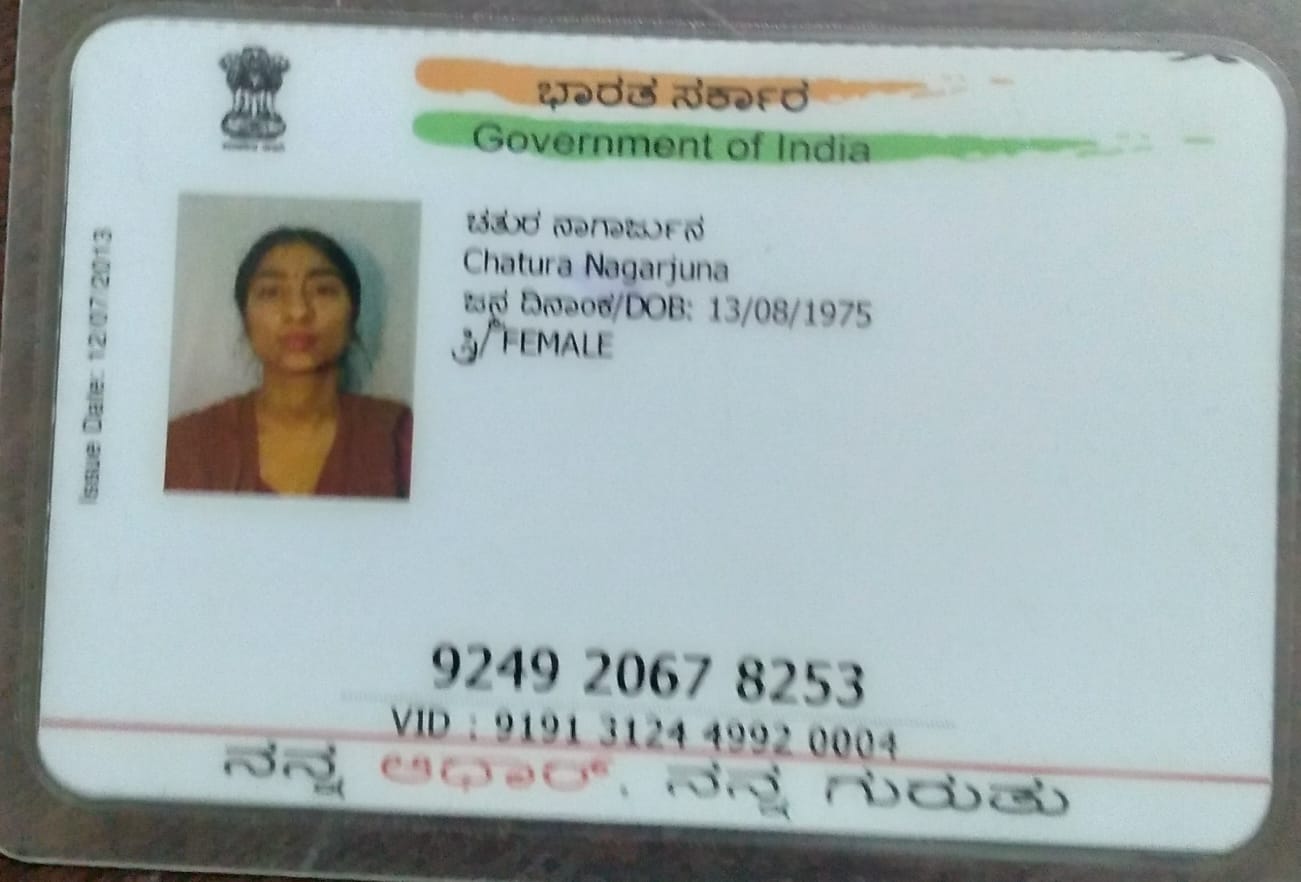 ಭಾರತ ಸರ್ಕಾರ
Government of India
Issue Date: 12/07/2013
ಚತುರ ನಾಗಾರ್ಜುನ
Chatura Nagarjuna
ಜನ್ಮ ದಿನಾಂಕ/DOB: 13/08/1975
ಸ್ತ್ರೀ/FEMALE
9249 2067 8253
VID : 9191 3124 4992 0004
ನನ್ನ ಆಧಾರ್, ನನ್ನ ಗುರುತು